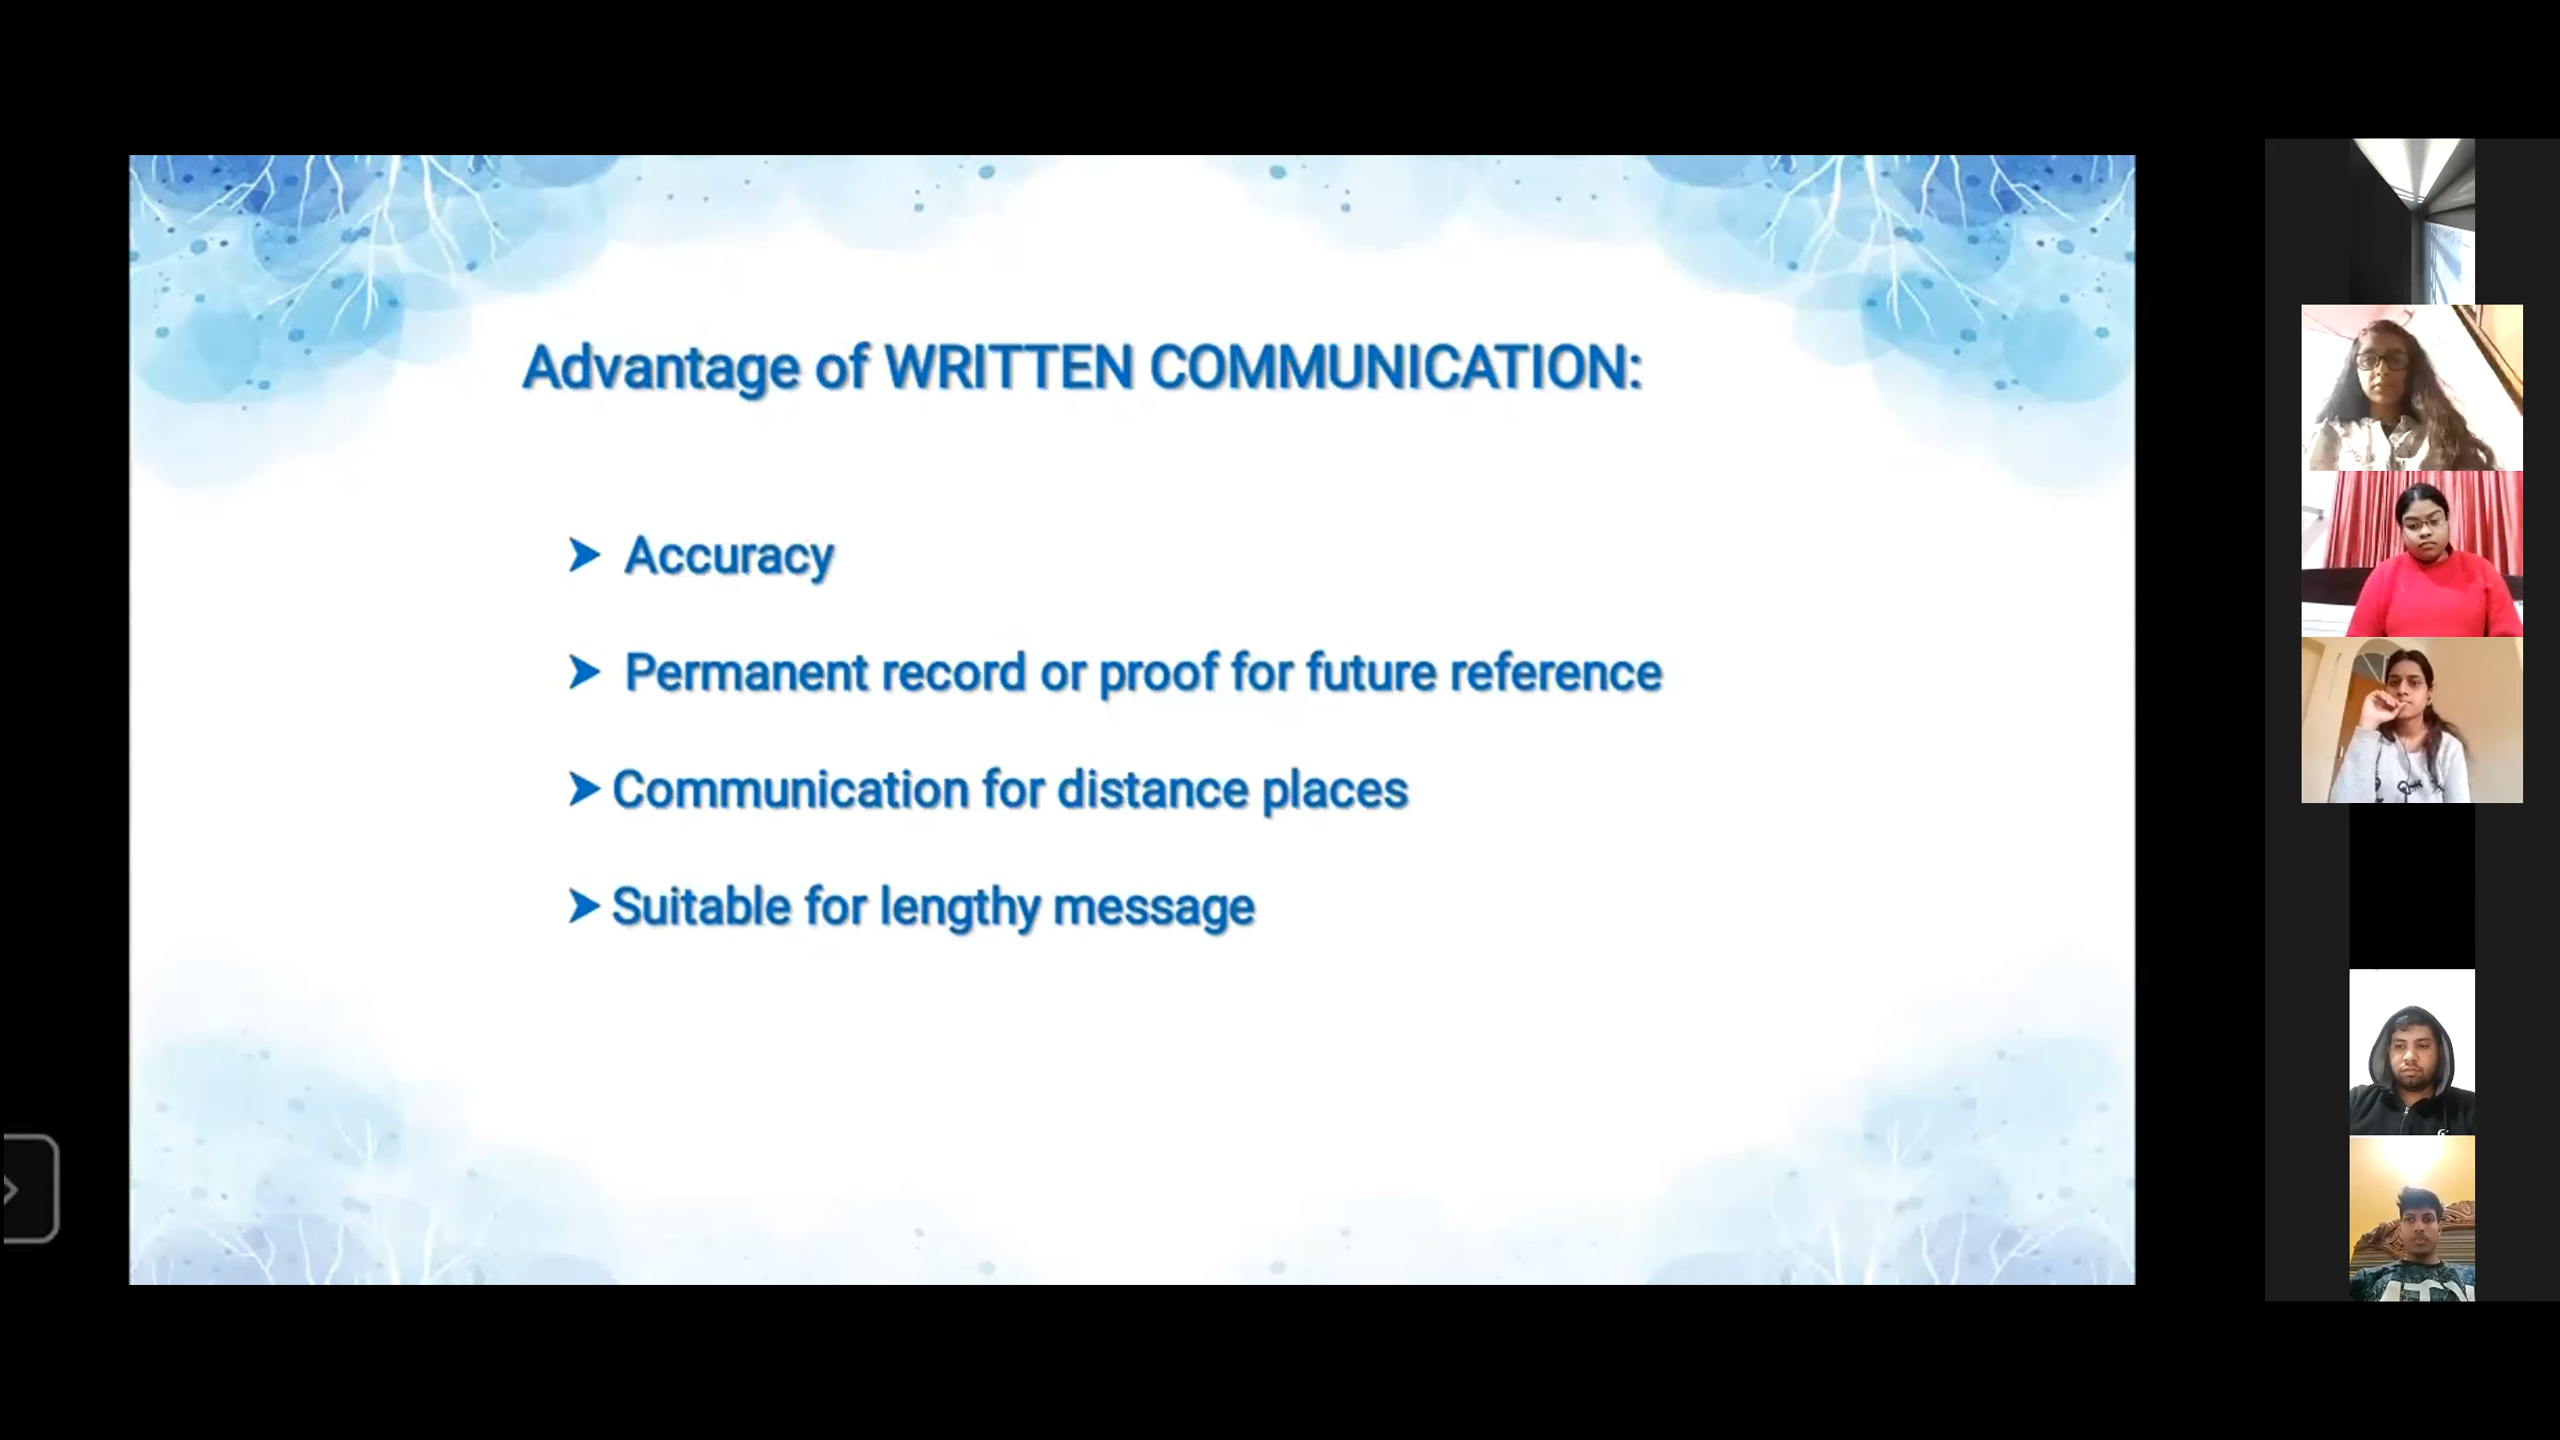 Advantage of WRITTEN COMMUNICATION:
➤ Accuracy
➤ Permanent record or proof for future reference
➤ Communication for distance places
➤ Suitable for lengthy message